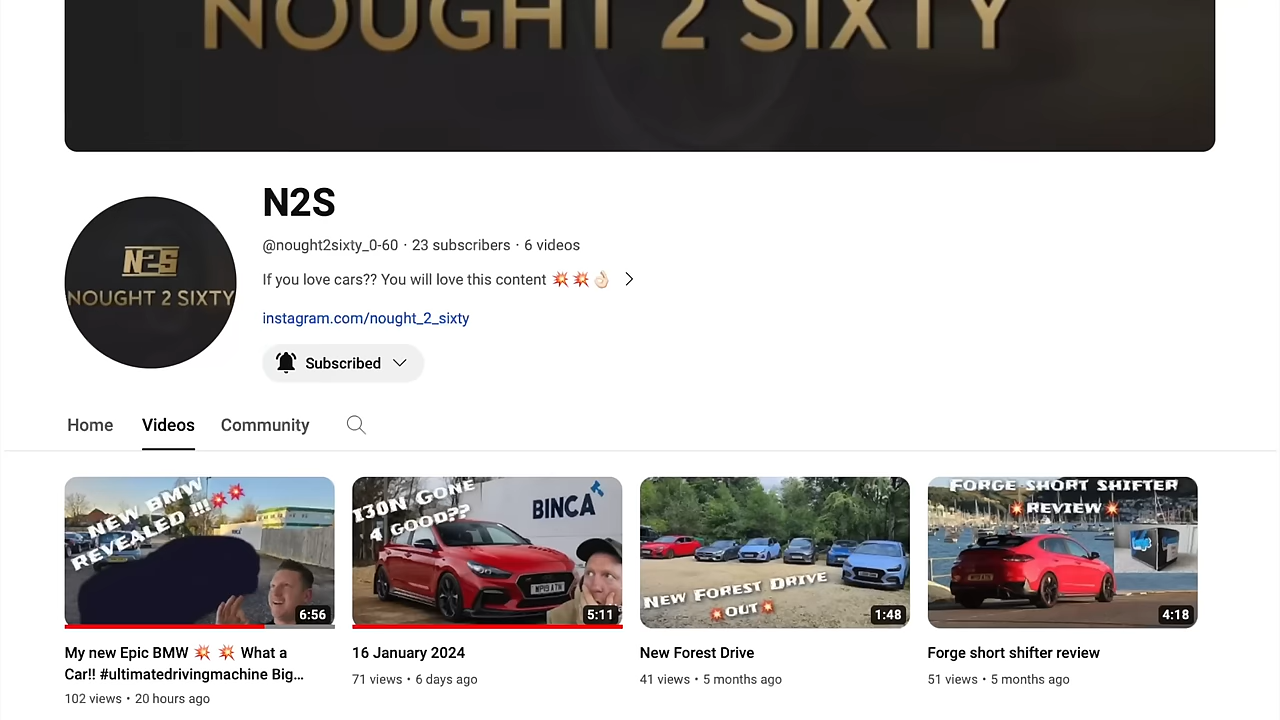 NOUGHT 2 SIXTY
N2S
NOUGHT 2 SIXTY
N2S
@nought2sixty_0-60 · 23 subscribers · 6 videos
If you love cars?? You will love this content 💥💥👌🏻
instagram.com/nought_2_sixty
Subscribed
Home
Videos
Community
NEW BMW
REVEALED !!!💥💥
6:56
My new Epic BMW 💥 💥 What a
Car!! #ultimatedrivingmachine Big...
102 views • 20 hours ago
I30N GONE
4 GOOD??
BINCA
WP19 ATN
5:11
16 January 2024
71 views • 6 days ago
NEW FOREST DRIVE
💥OUT💥
1:48
New Forest Drive
41 views • 5 months ago
FORGE SHORT SHIFTER
💥REVIEW💥
4:18
Forge short shifter review
51 views • 5 months ago